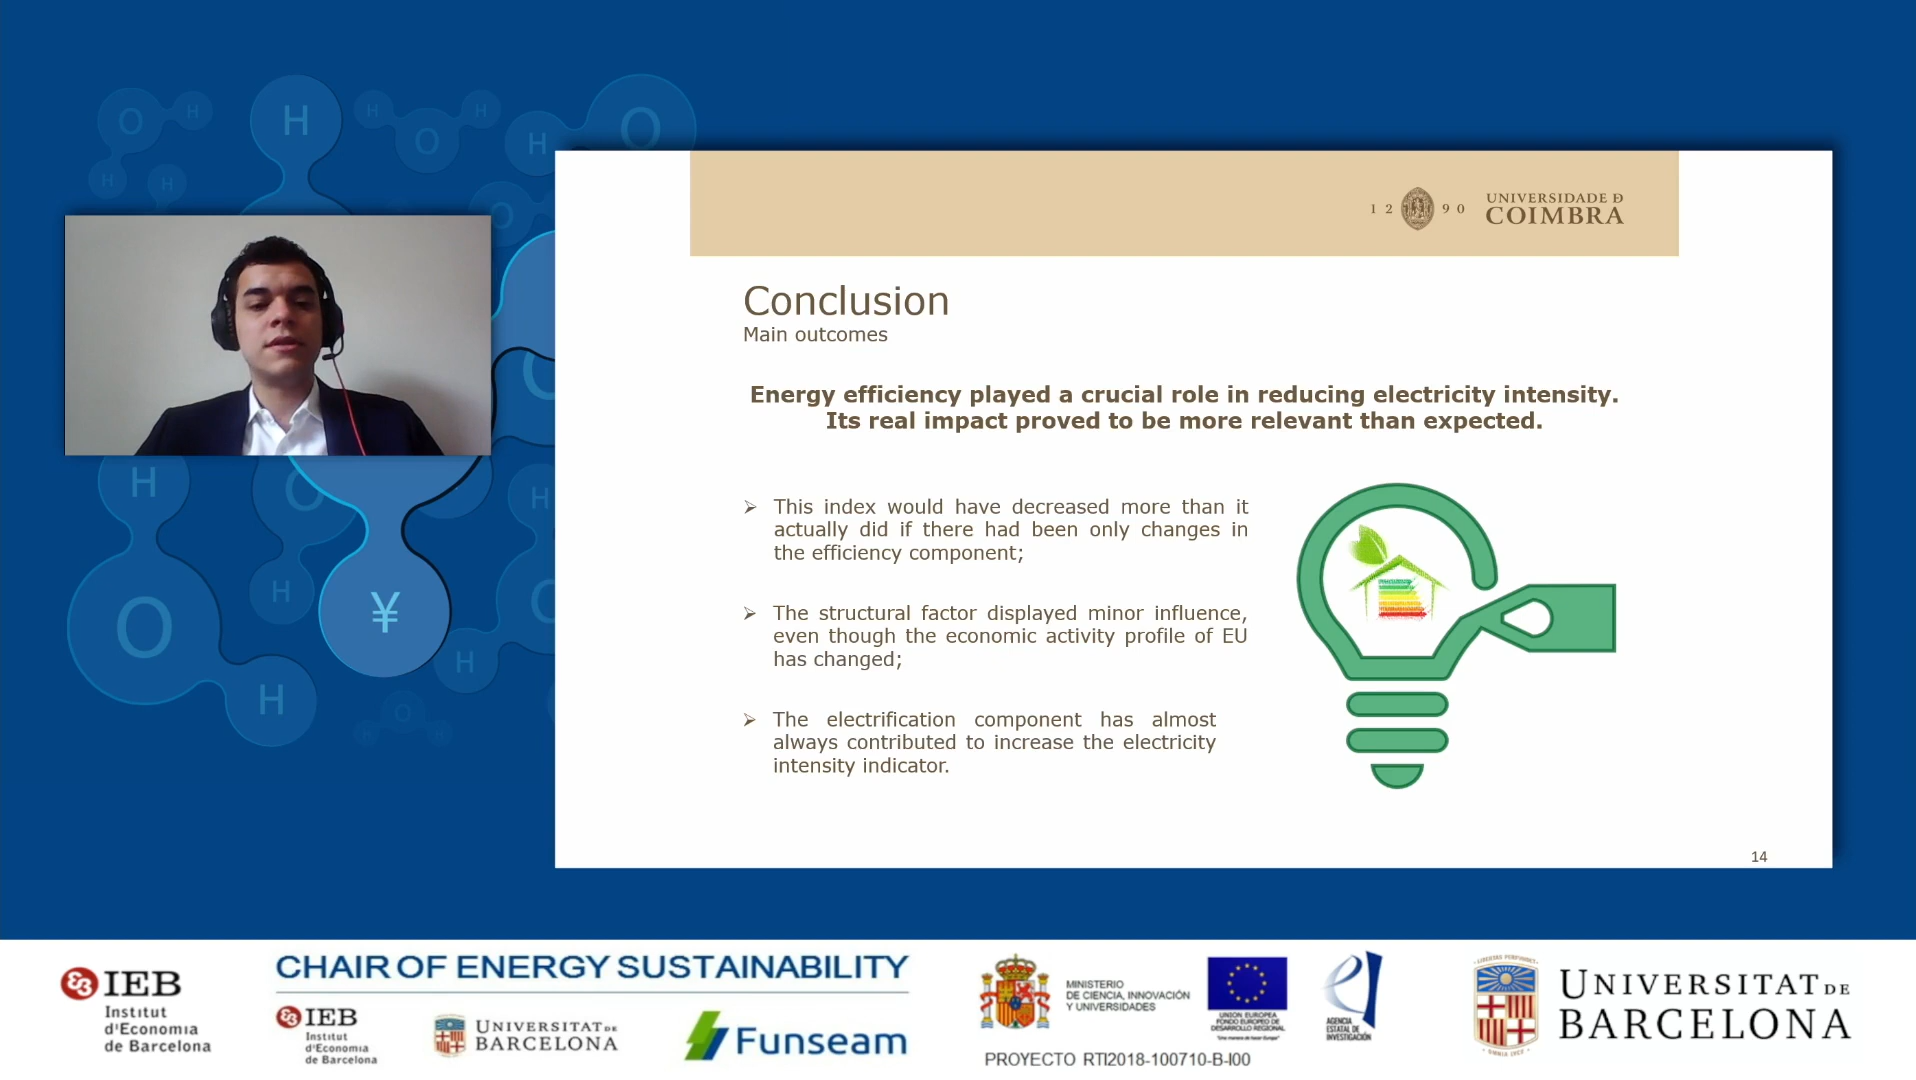 1290
UNIVERSIDADE Ð
COIMBRA
Conclusion
Main outcomes
Energy efficiency played a crucial role in reducing electricity intensity.
Its real impact proved to be more relevant than expected.
➢ This index would have decreased more than it
actually did if there had been only changes in
the efficiency component;
➢ The structural factor displayed minor influence,
even though the economic activity profile of EU
has changed;
➢ The electrification component has almost
always contributed to increase the electricity
intensity indicator.
14
O H
H H
H
H O H
H O
O
H O H
H
O
H
¥
H
H
O
H
IEB
Institut
d'Economia
de Barcelona
CHAIR OF ENERGY SUSTAINABILITY
IEB
Institut
d'Economia
de Barcelona
UNIVERSITAT DE
BARCELONA
Funseam
MINISTERIO
DE CIENCIA, INNOVACIÓN
Y UNIVERSIDADES
UNIÓN EUROPEA
FONDO EUROPEO DE
DESARROLLO REGIONAL
"Una manera de hacer Europa"
AGENCIA
ESTATAL DE
INVESTIGACIÓN
PROYECTO RTI2018-100710-B-I00
UNIVERSITAT DE
BARCELONA